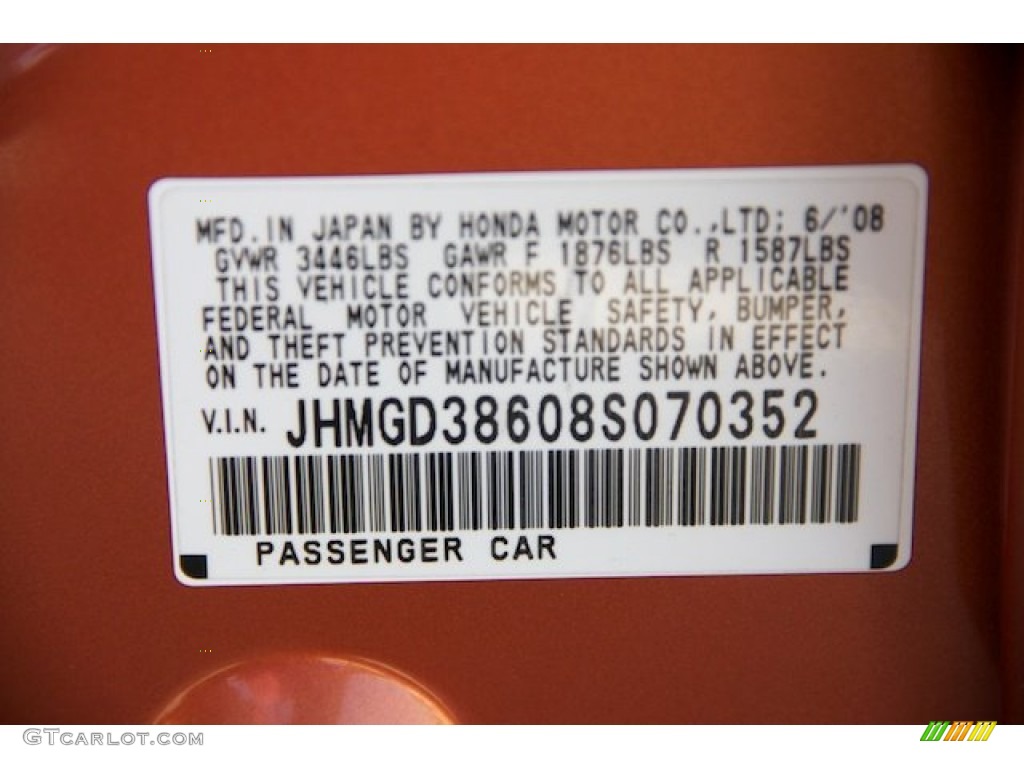 MFD. IN JAPAN BY HONDA MOTOR CO.,LTD; 6/'08
GVWR 3446LBS GAWR F 1876LBS R 1587LBS
THIS VEHICLE CONFORMS TO ALL APPLICABLE
FEDERAL MOTOR VEHICLE SAFETY, BUMPER,
AND THEFT PREVENTION STANDARDS IN EFFECT
ON THE DATE OF MANUFACTURE SHOWN ABOVE.
V.I.N. JHMGD38608S070352
PASSENGER CAR
GTCARLOT.COM